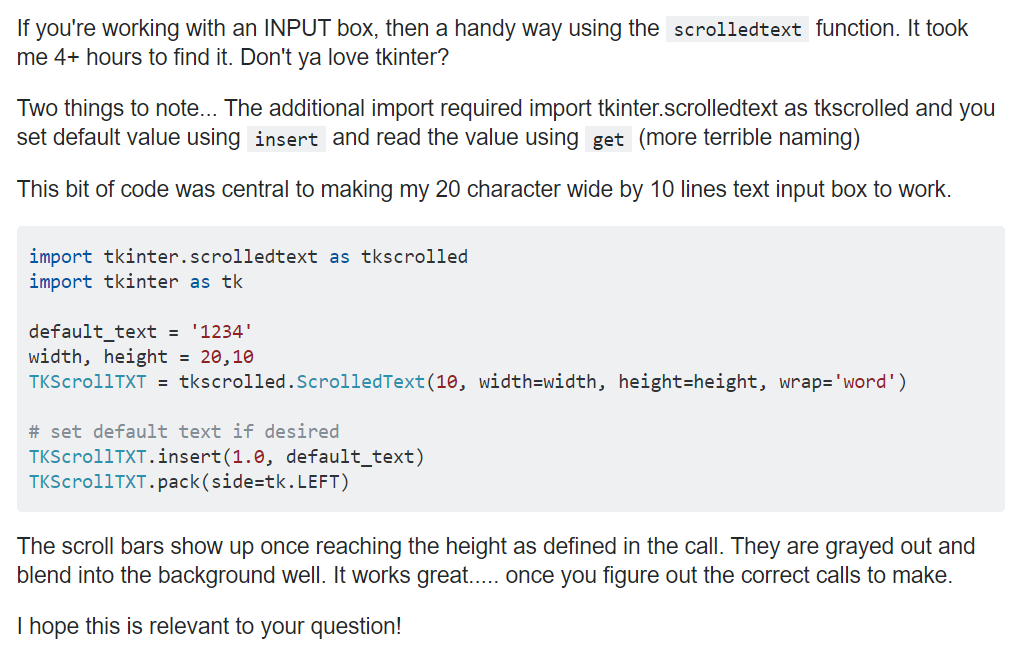 If you're working with an INPUT box, then a handy way using the scrolledtext function. It took
me 4+ hours to find it. Don't ya love tkinter?
Two things to note... The additional import required import tkinter.scrolledtext as tkscrolled and you
set default value using insert and read the value using get (more terrible naming)
This bit of code was central to making my 20 character wide by 10 lines text input box to work.
import tkinter.scrolledtext as tkscrolled
import tkinter as tk
default_text = '1234'
width, height = 20,10
TKScrollTXT = tkscrolled.ScrolledText(10, width=width, height=height, wrap='word')
# set default text if desired
TKScrollTXT.insert(1.0, default_text)
TKScrollTXT.pack(side=tk.LEFT)
The scroll bars show up once reaching the height as defined in the call. They are grayed out and
blend into the background well. It works great..... once you figure out the correct calls to make.
I hope this is relevant to your question!